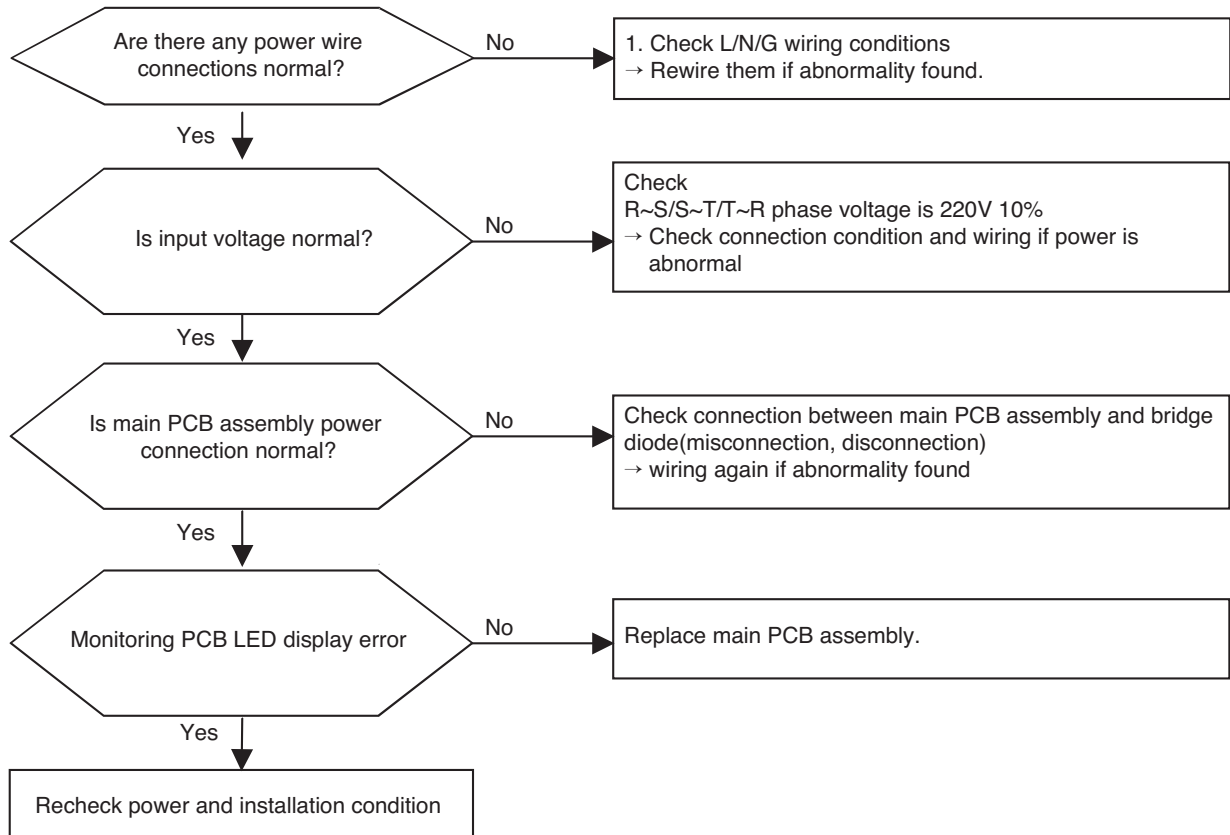 Are there any power wire
connections normal?
No
1. Check L/N/G wiring conditions
→ Rewire them if abnormality found.
Yes
Is input voltage normal?
No
Check
R~S/S~T/T~R phase voltage is 220V 10%
→ Check connection condition and wiring if power is
abnormal
Yes
Is main PCB assembly power
connection normal?
No
Check connection between main PCB assembly and bridge
diode(misconnection, disconnection)
→ wiring again if abnormality found
Yes
Monitoring PCB LED display error
No
Replace main PCB assembly.
Yes
Recheck power and installation condition